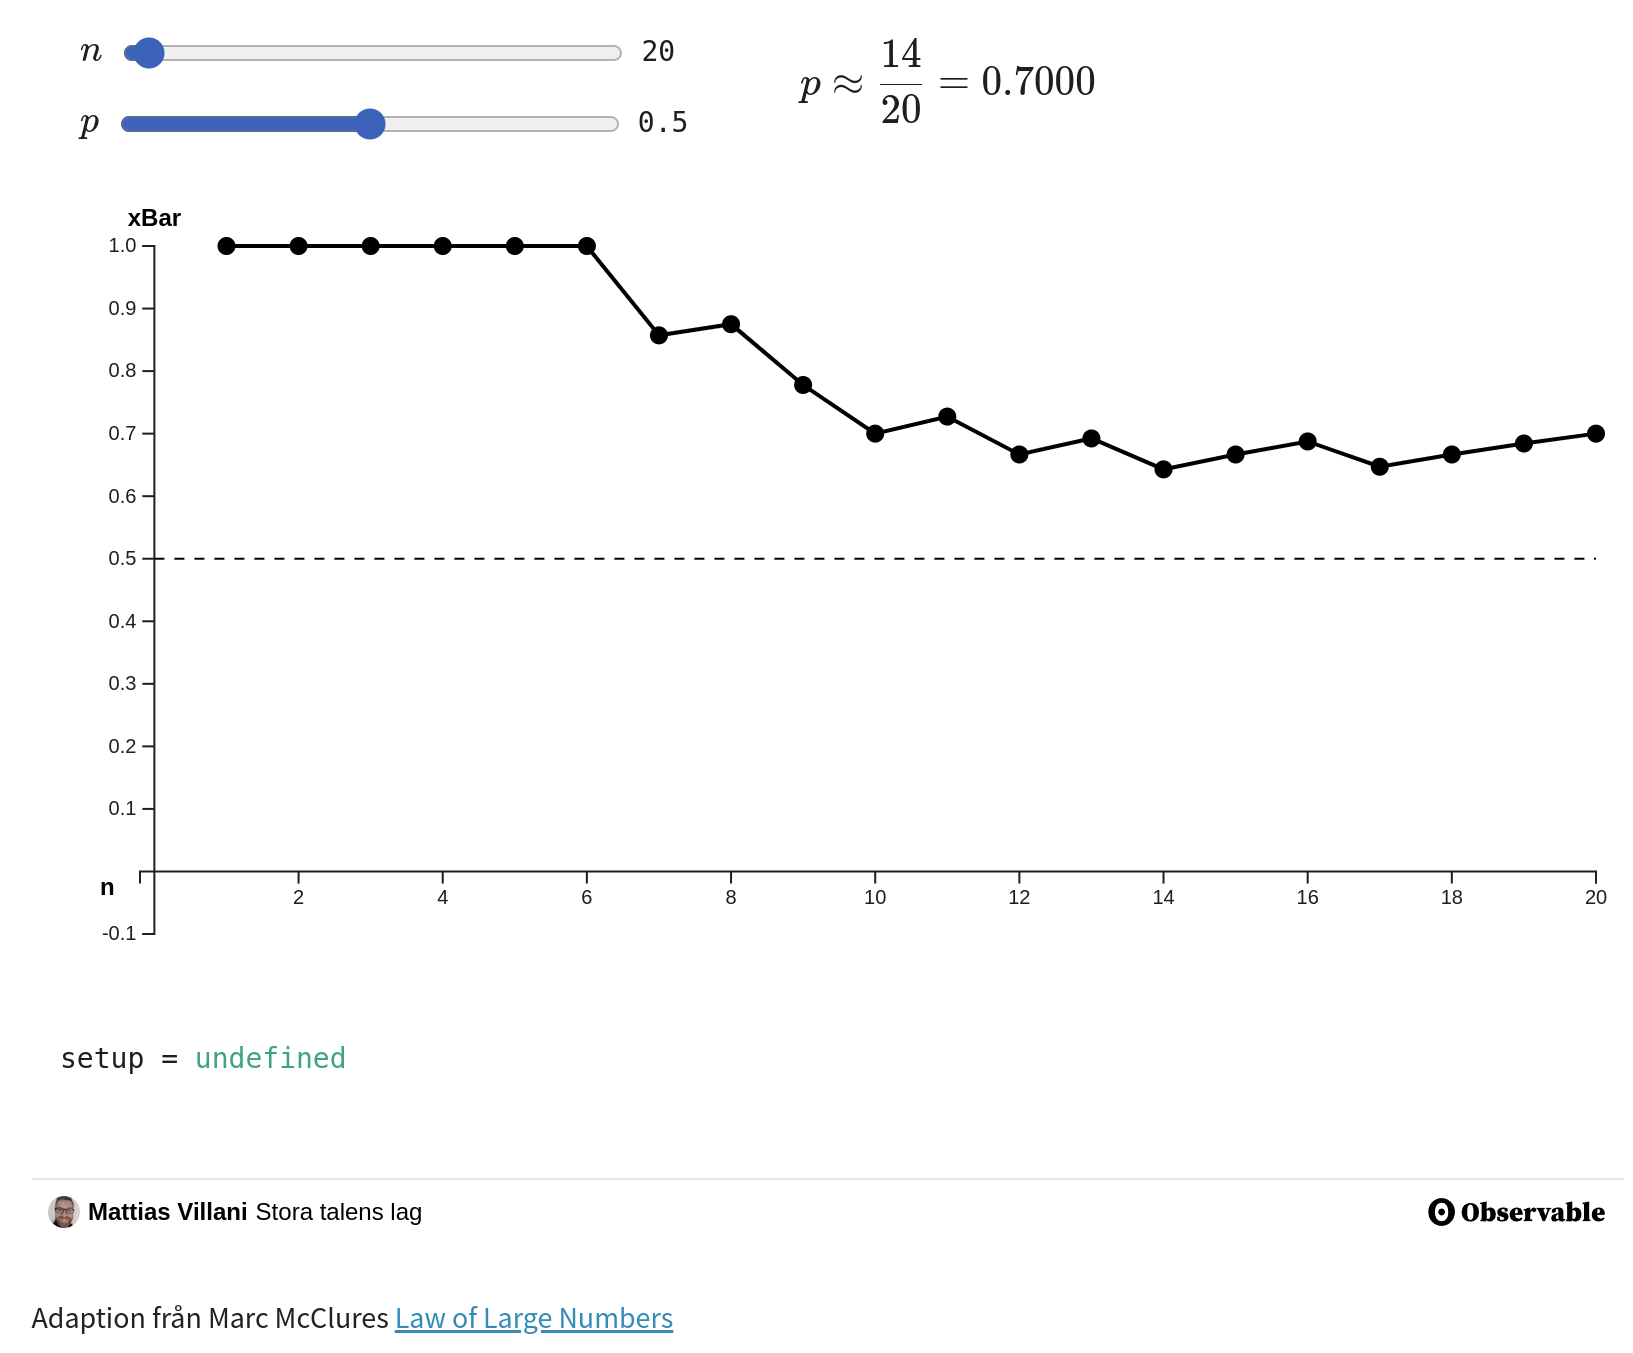 n 20
p 0.5
p ≈ 14/20 = 0.7000
xBar
1.0
0.9
0.8
0.7
0.6
0.5
0.4
0.3
0.2
0.1
n
2 4 6 8 10 12 14 16 18 20
-0.1
setup = undefined
Mattias Villani Stora talens lag
Observable
Adaption från Marc McClures Law of Large Numbers